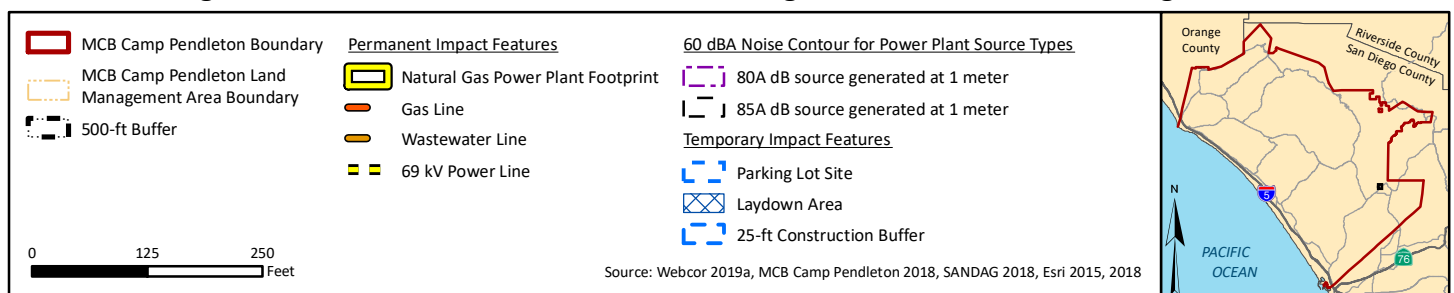 MCB Camp Pendleton Boundary
MCB Camp Pendleton Land
Management Area Boundary
500-ft Buffer
Permanent Impact Features
Natural Gas Power Plant Footprint
Gas Line
Wastewater Line
69 kV Power Line
60 dBA Noise Contour for Power Plant Source Types
80A dB source generated at 1 meter
85A dB source generated at 1 meter
Temporary Impact Features
Parking Lot Site
Laydown Area
25-ft Construction Buffer
0 125 250
Feet
Source: Webcor 2019a, MCB Camp Pendleton 2018, SANDAG 2018, Esri 2015, 2018
Orange
County
Riverside County
San Diego County
N
5
76
PACIFIC
OCEAN